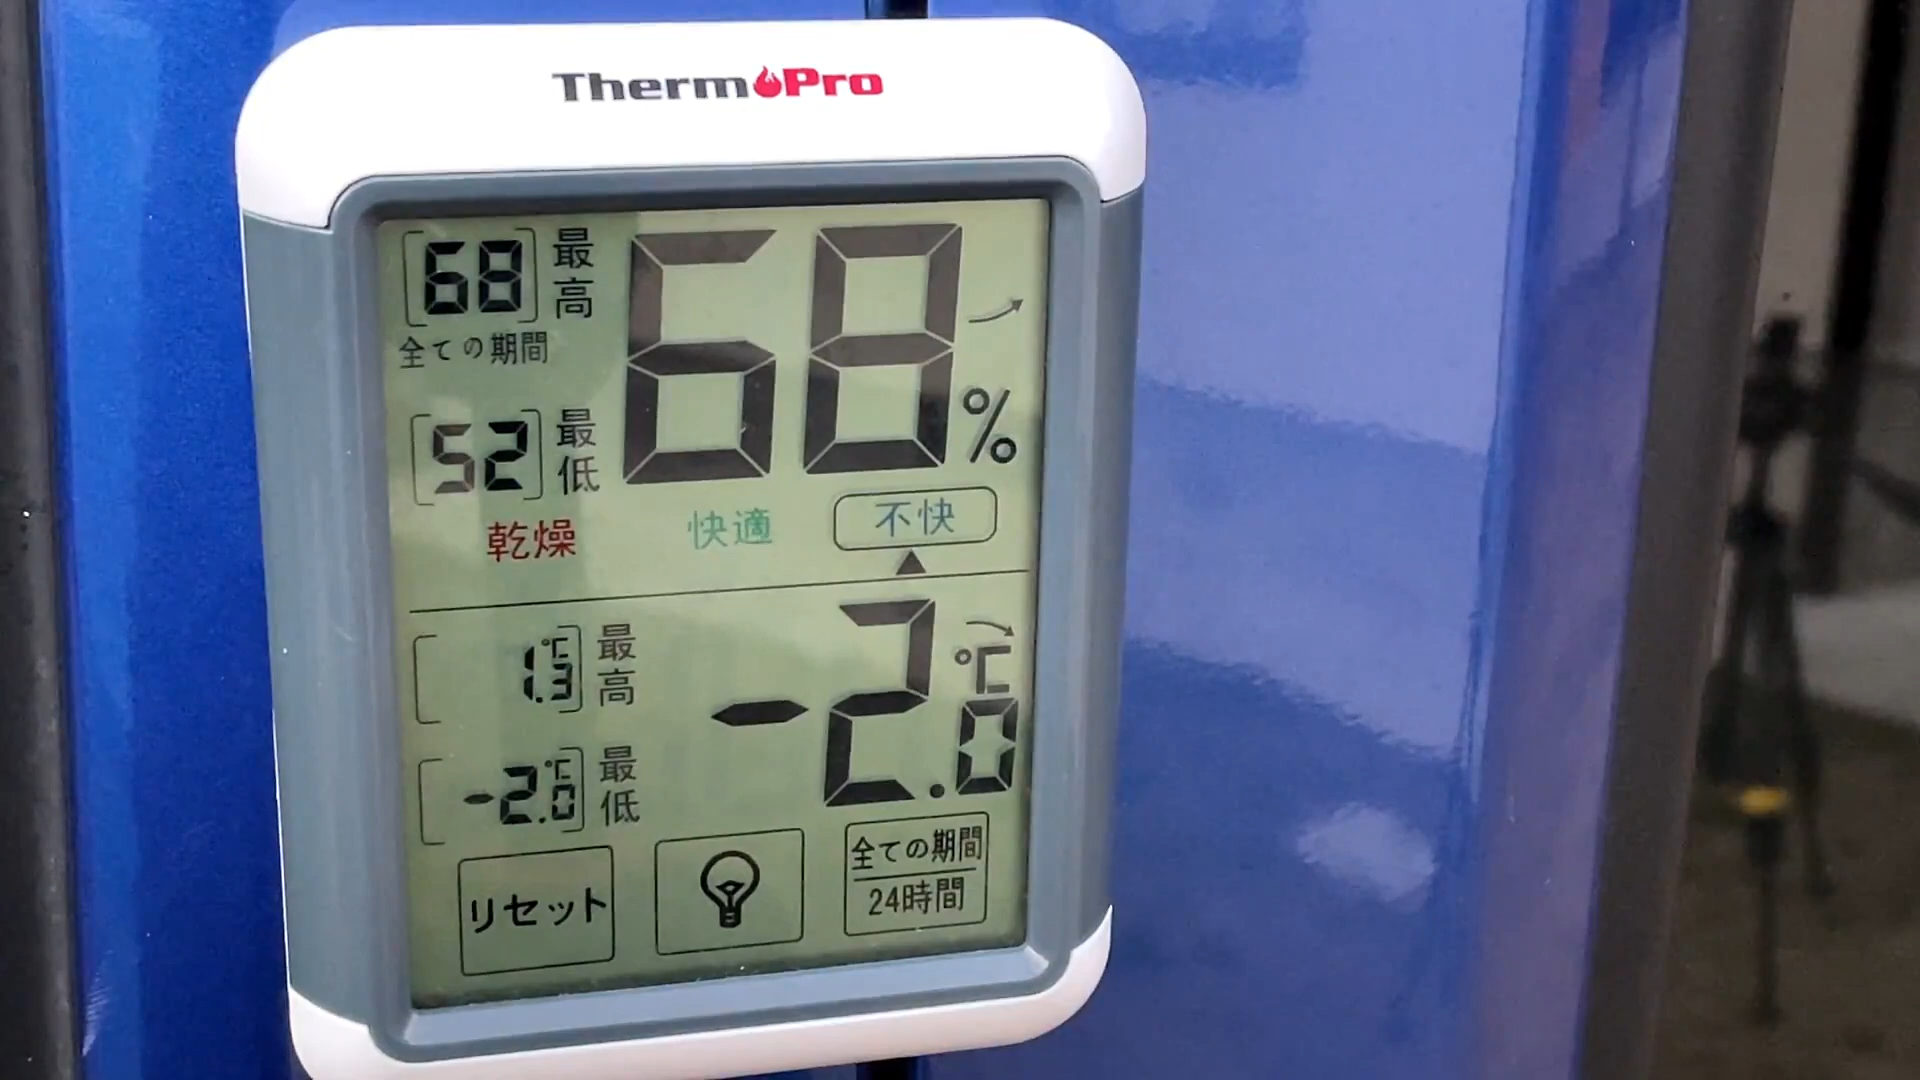 ThermoPro
68 最高
全ての期間
52 最低
68%
乾燥 快適 不快
1.3℃ 最高
-2.0℃ 最低
-2.0℃
リセット
全ての期間
24時間